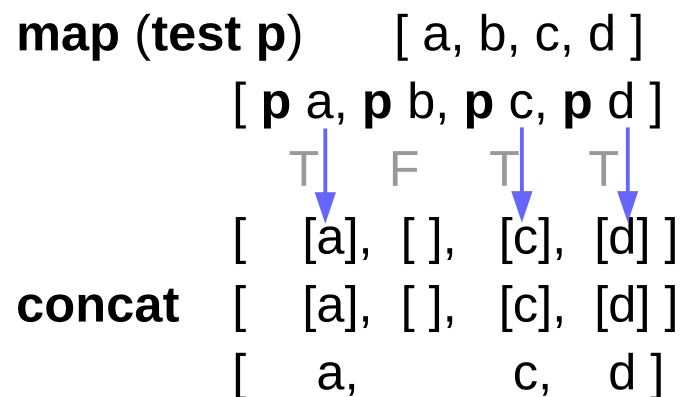 map (test p) [ a, b, c, d ]
[ p a, p b, p c, p d ]
T F T T
[ [a], [ ], [c], [d] ]
concat [ [a], [ ], [c], [d] ]
[ a, c, d ]